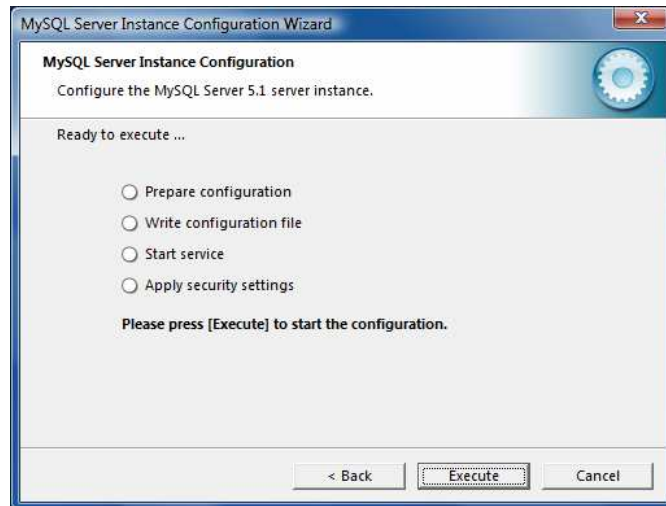 MySQL Server Instance Configuration Wizard
MySQL Server Instance Configuration
Configure the MySQL Server 5.1 server instance.
Ready to execute ...
Prepare configuration
Write configuration file
Start service
Apply security settings
Please press [Execute] to start the configuration.
< Back Execute Cancel